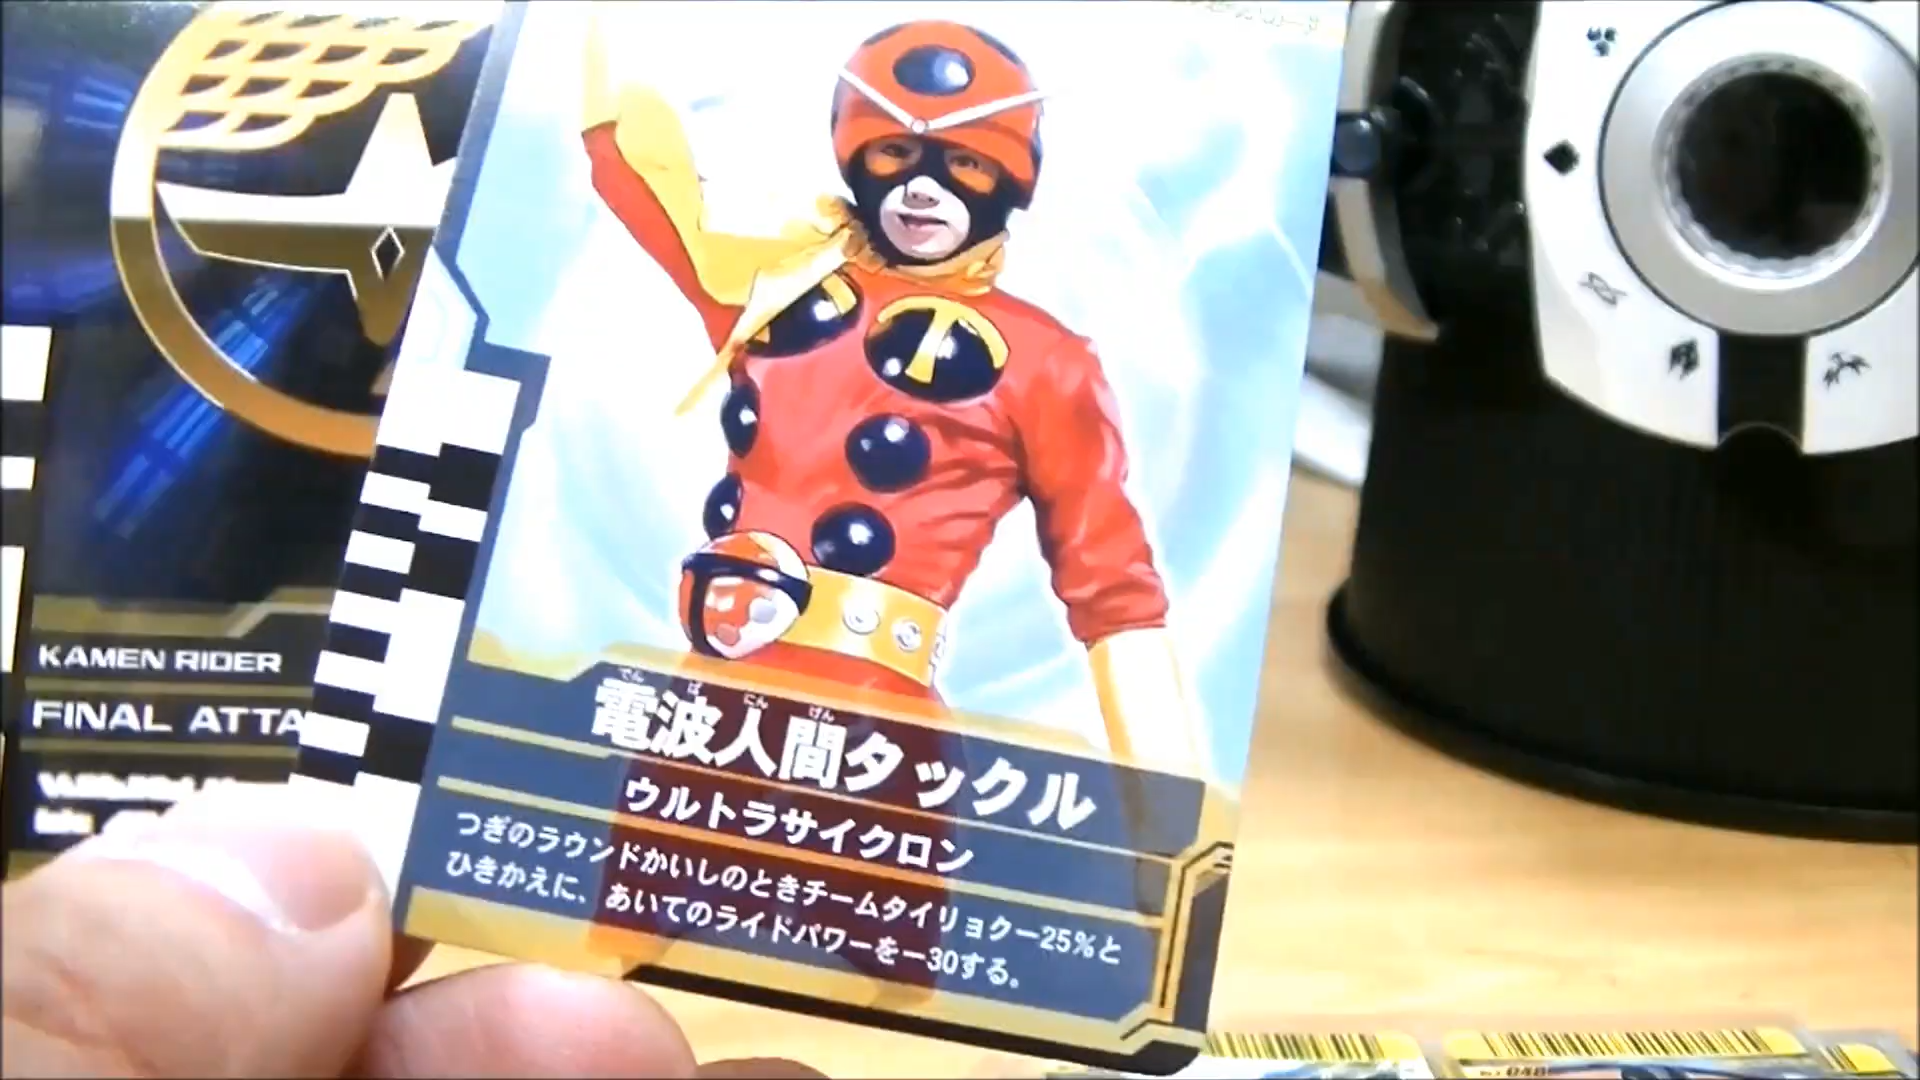 KAMEN RIDER
FINAL ATTA
T
でん ぱ にん げん
電波人間タックル
ウルトラサイクロン
つぎのラウンドかいしのときチームタイリョクー25%と
ひきかえに、あいてのライドパワーをー30する。
No.048